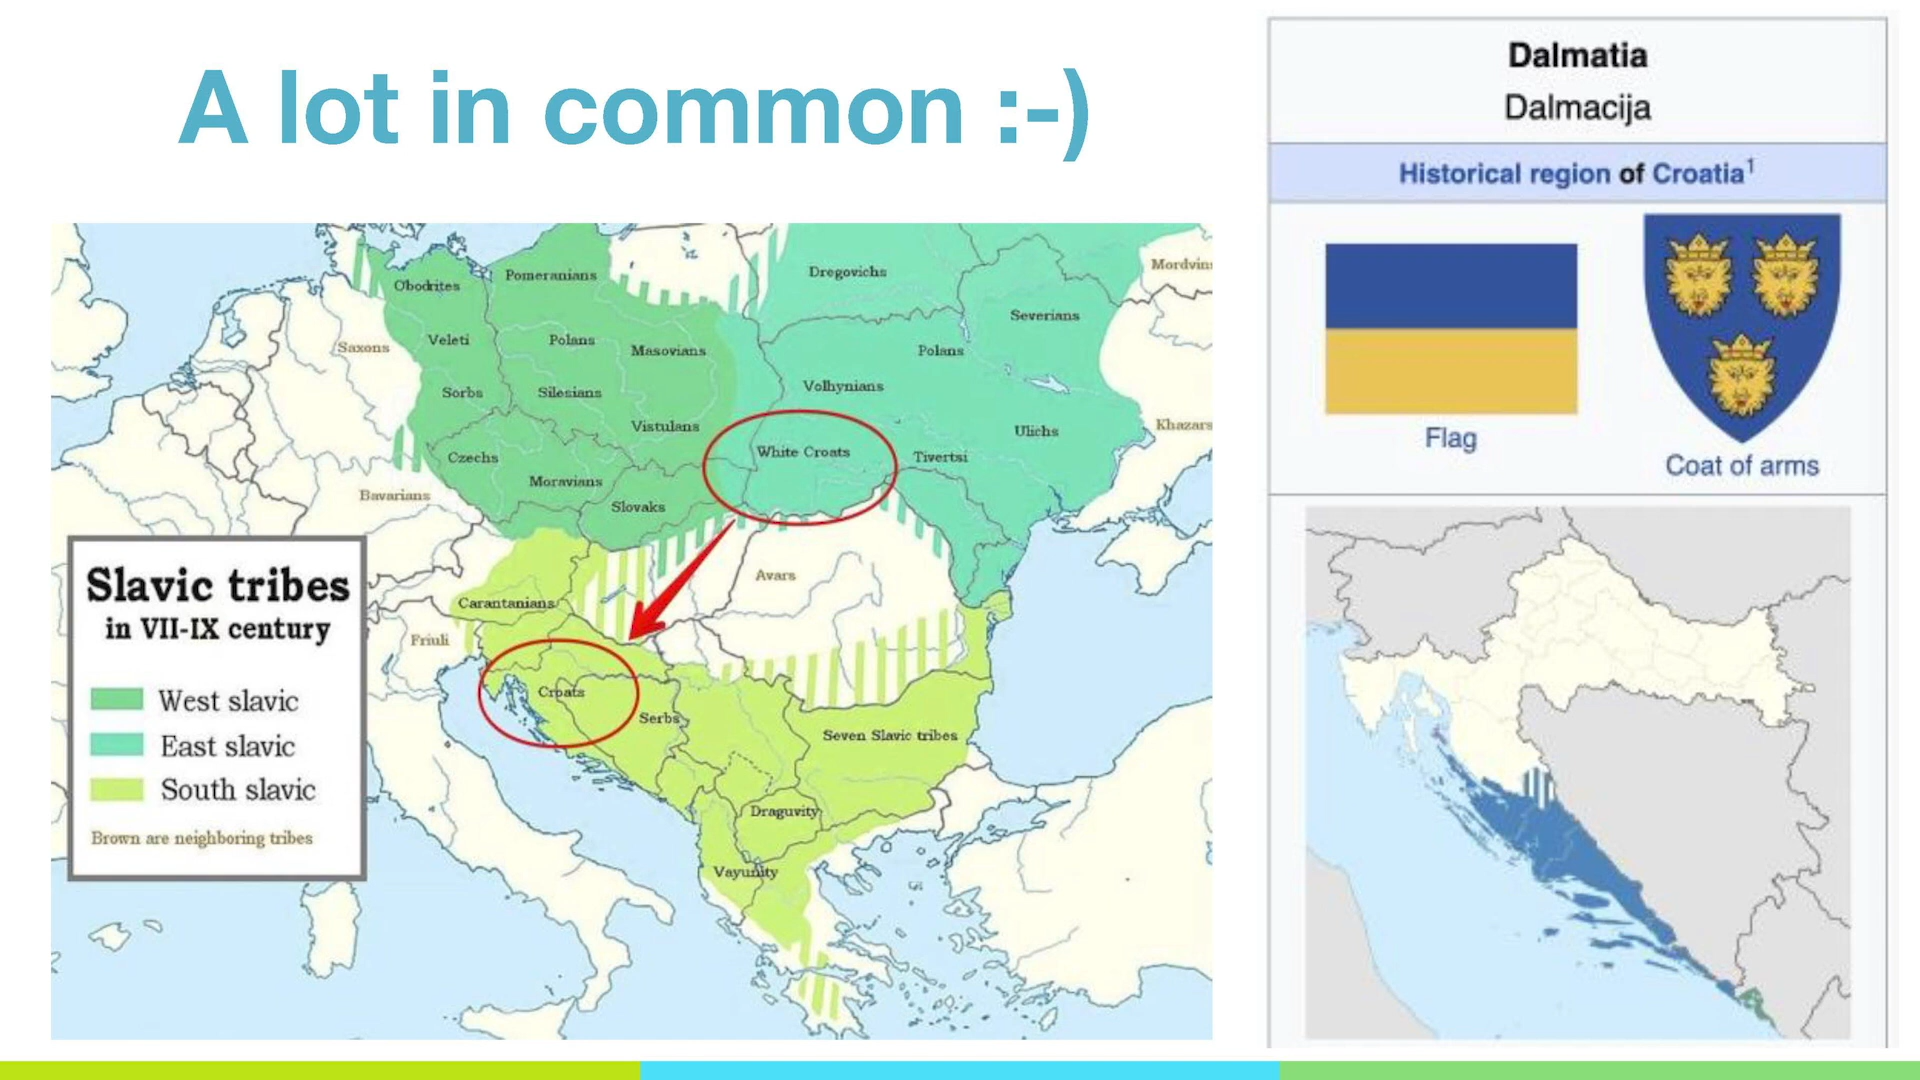 A lot in common :-)
Dalmatia
Dalmacija
Historical region of Croatia¹
Flag
Coat of arms
Obodrites
Pomeranians
Dregovichs
Mordvins
Veleti
Polans
Masovians
Severians
Saxons
Polans
Sorbs
Silesians
Volhynians
Vistulans
Ulichs
Khazars
Czechs
White Croats
Tivertsi
Moravians
Bavarians
Slovaks
Avars
Carantanians
Friuli
Croats
Serbs
Seven Slavic tribes
Draguvity
Vayunity
Slavic tribes
in VII-IX century
West slavic
East slavic
South slavic
Brown are neighboring tribes